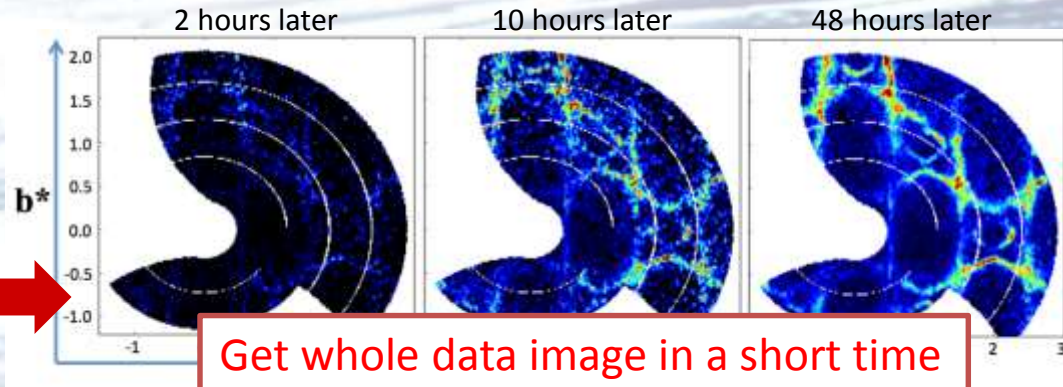 2 hours later
10 hours later
48 hours later
b*
2.0
1.5
1.0
0.5
0.0
-0.5
-1.0
-1
2
3
Get whole data image in a short time